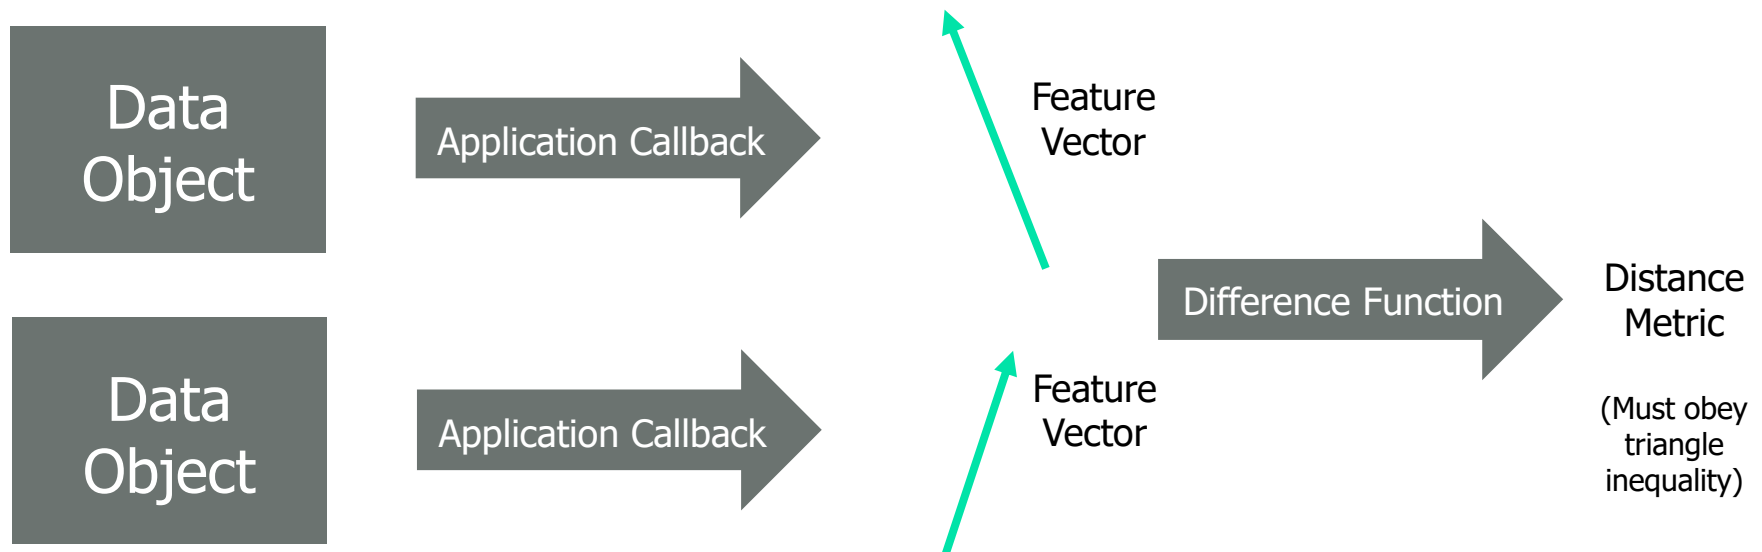 Data
Object
Application Callback
Feature
Vector
Data
Object
Application Callback
Feature
Vector
Difference Function
Distance
Metric
(Must obey
triangle
inequality)